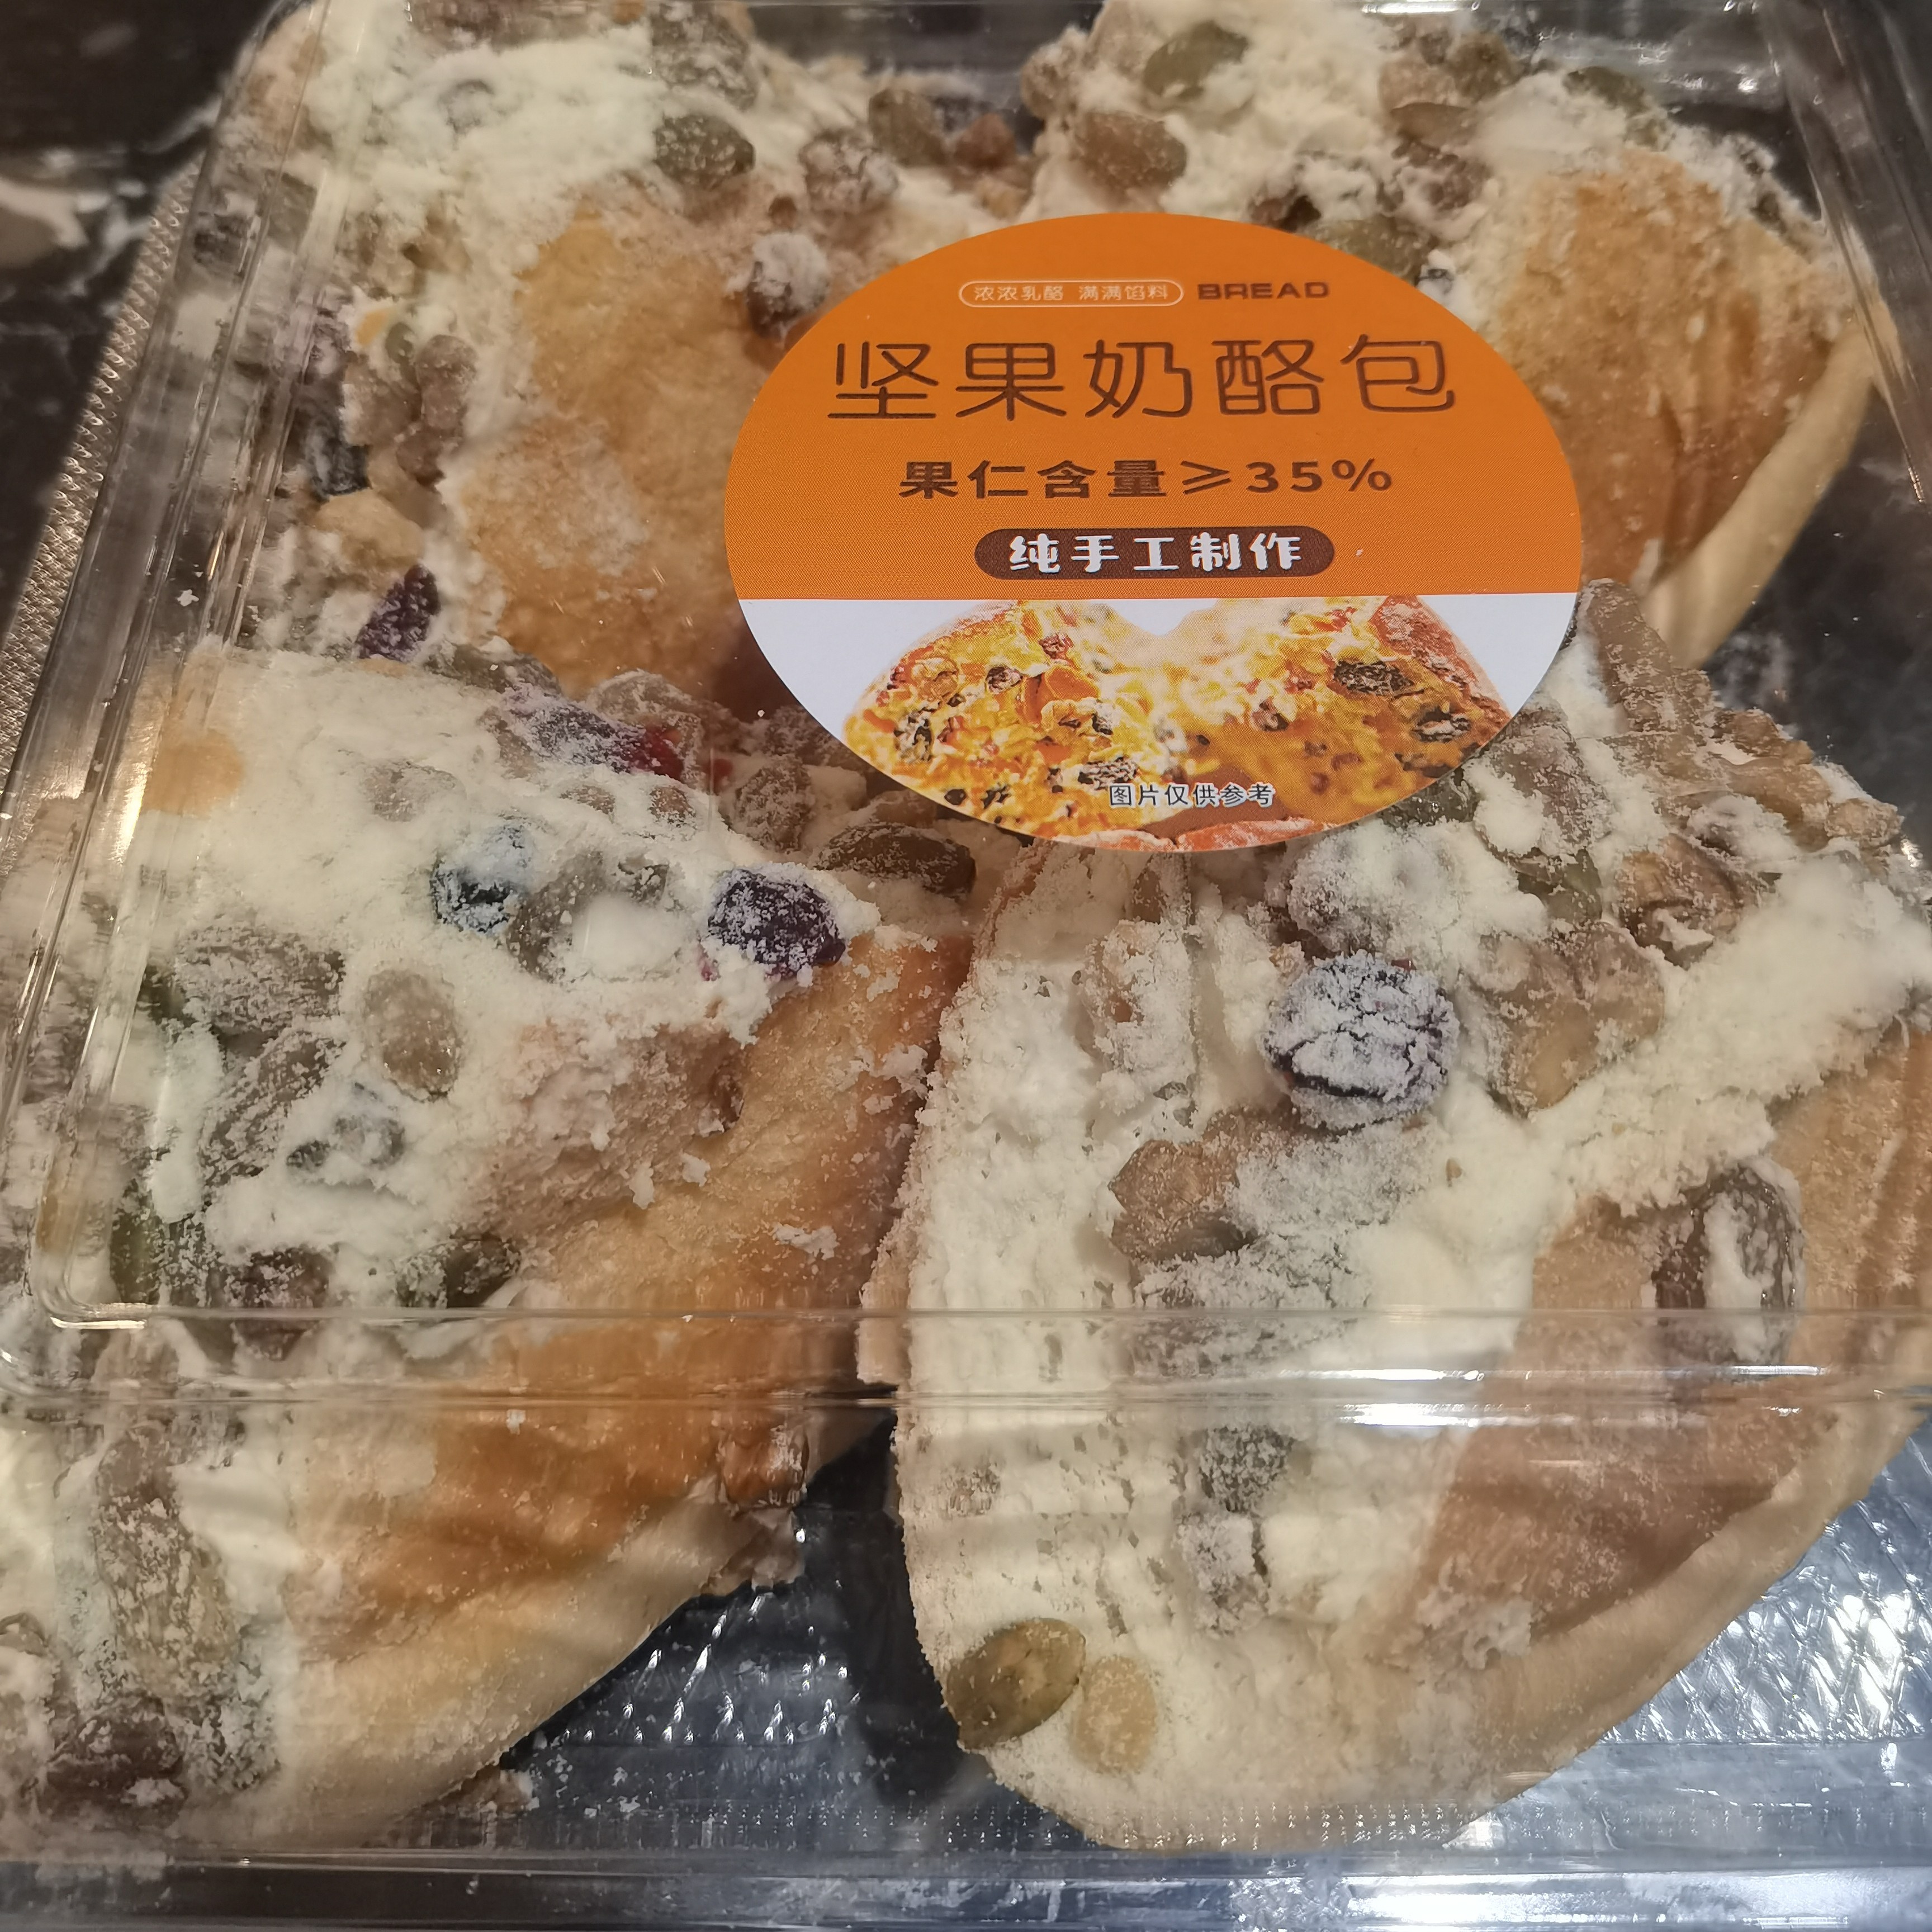 浓浓乳酪 满满馅料 BREAD
坚果奶酪包
果仁含量≥35%
纯手工制作
图片仅供参考